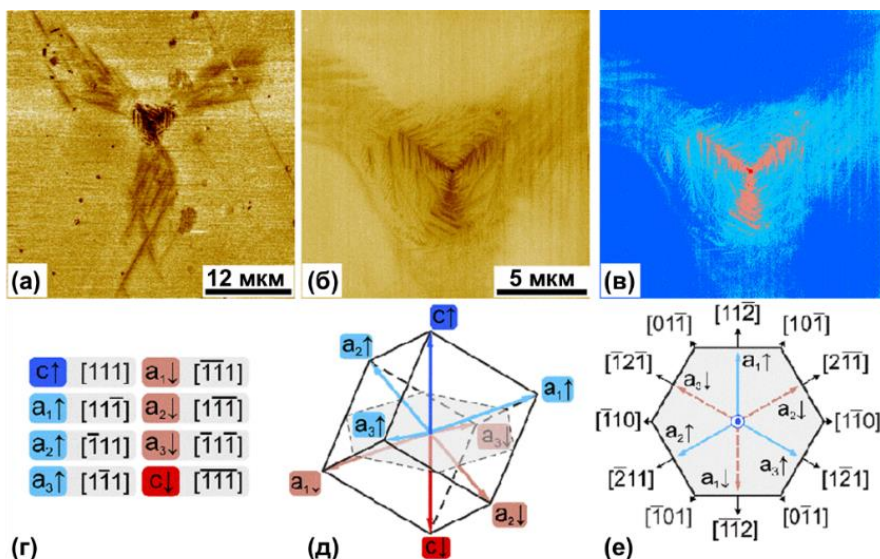 (а) 12 мкм (б) 5 мкм (в)
c↑ [111] a₁↓ [1̄1̄1]
a₁↑ [111̄] a₂↓ [11̄1̄]
a₂↑ [1̄11] a₃↓ [1̄11̄]
a₃↑ [11̄1] c↓ [1̄1̄1̄]
(г)
c↑
a₂↑
a₁↑
a₃↑
a₃↓
a₁↓
a₂↓
c↓
(д)
[112̄]
[011̄] [101̄]
[1̄21̄] a₁↑ [21̄1̄]
a₃↓ a₂↓
[1̄10] [11̄0]
a₂↑ a₃↑
[2̄11] a₁↓ [12̄1]
[1̄01] [1̄1̄2] [01̄1]
(е)